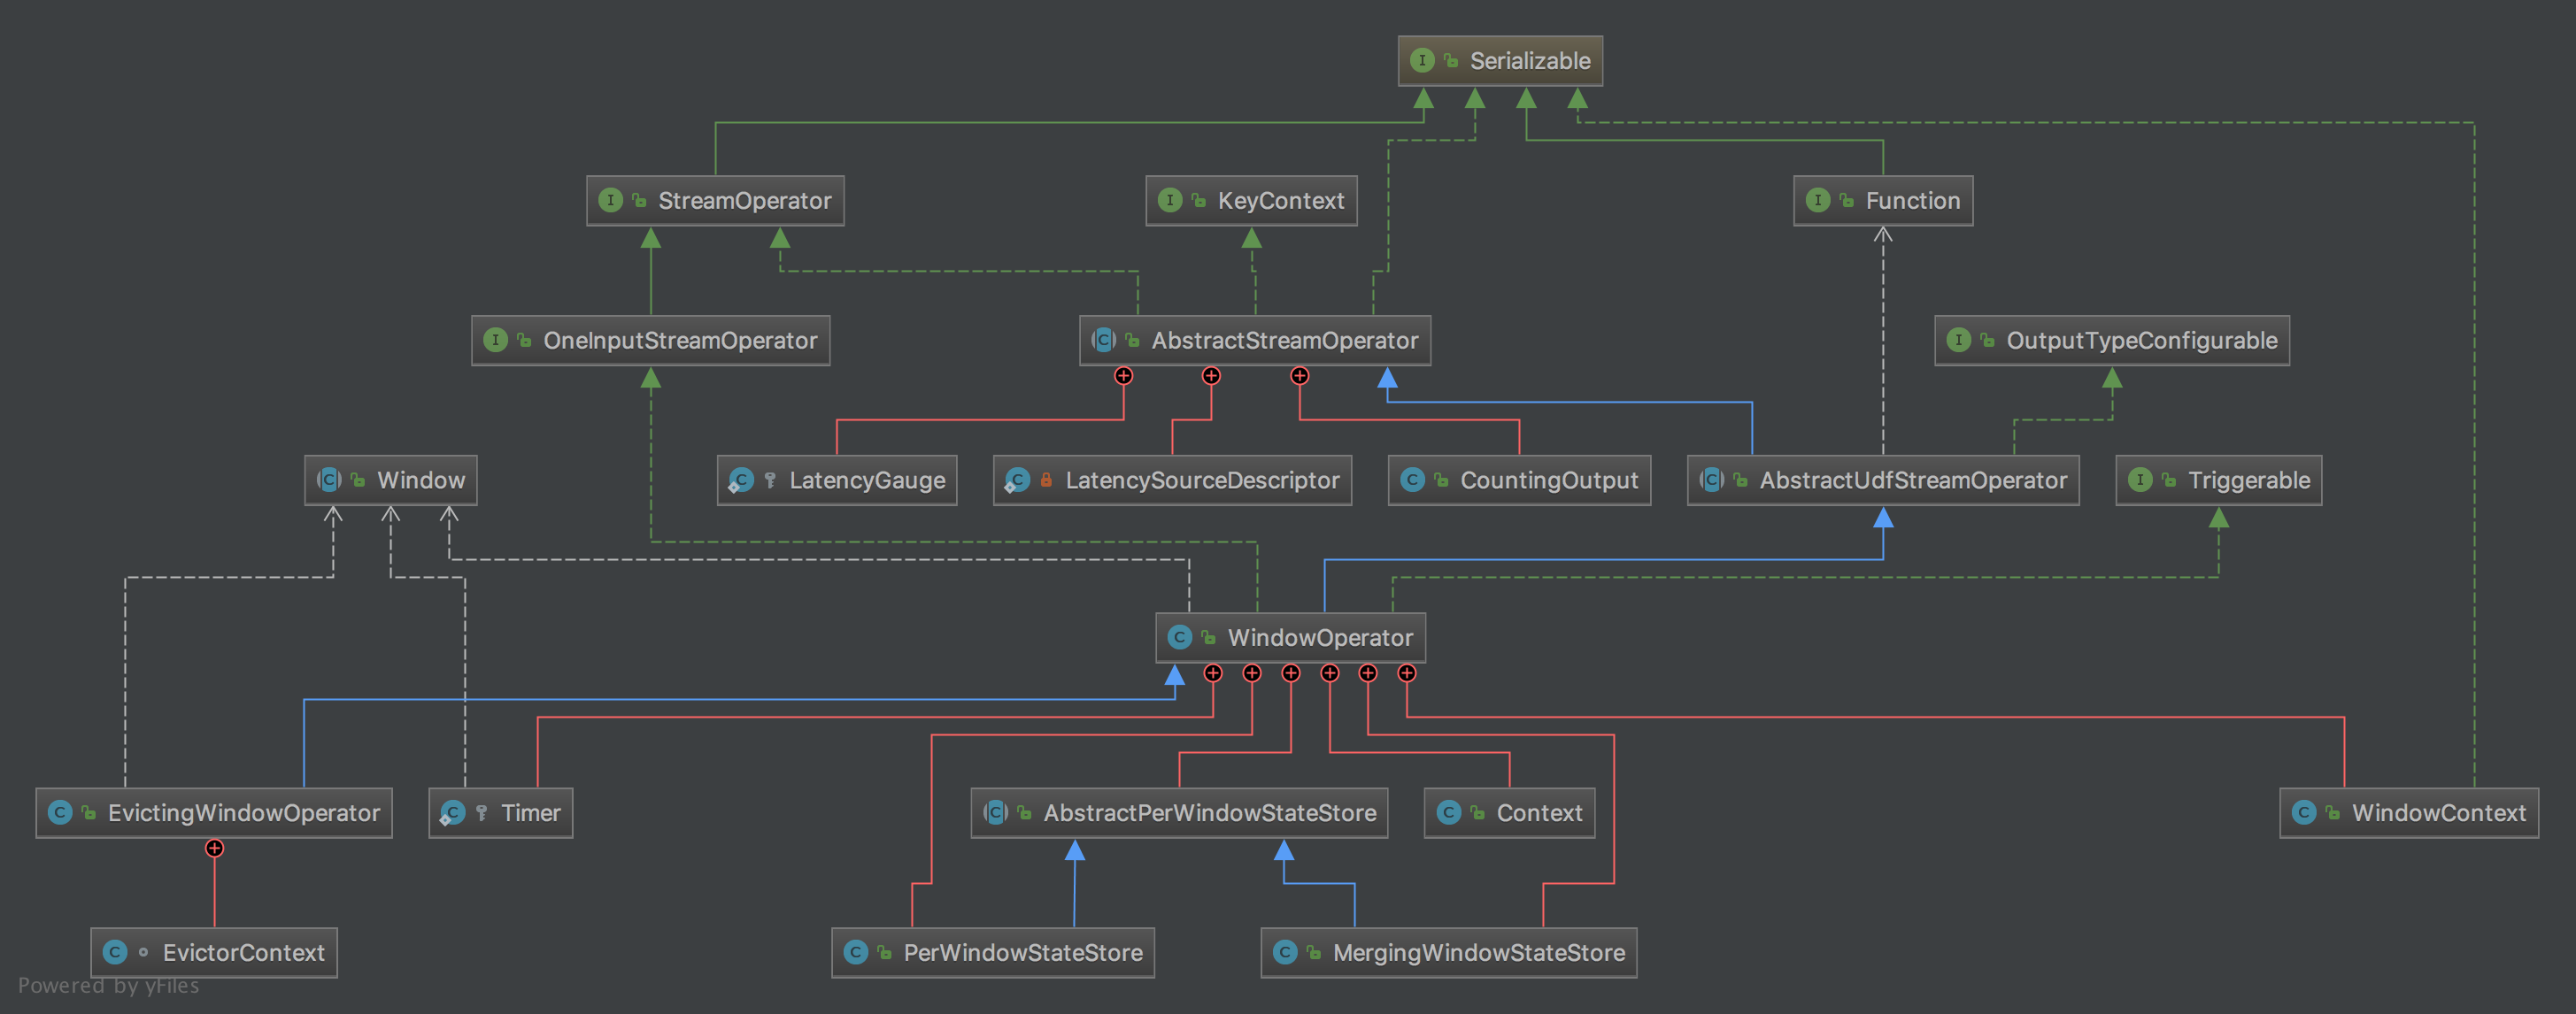 Serializable
StreamOperator
KeyContext
Function
OneInputStreamOperator
AbstractStreamOperator
OutputTypeConfigurable
Window
LatencyGauge
LatencySourceDescriptor
CountingOutput
AbstractUdfStreamOperator
Triggerable
WindowOperator
EvictingWindowOperator
Timer
AbstractPerWindowStateStore
Context
WindowContext
EvictorContext
PerWindowStateStore
MergingWindowStateStore
Powered by yFiles